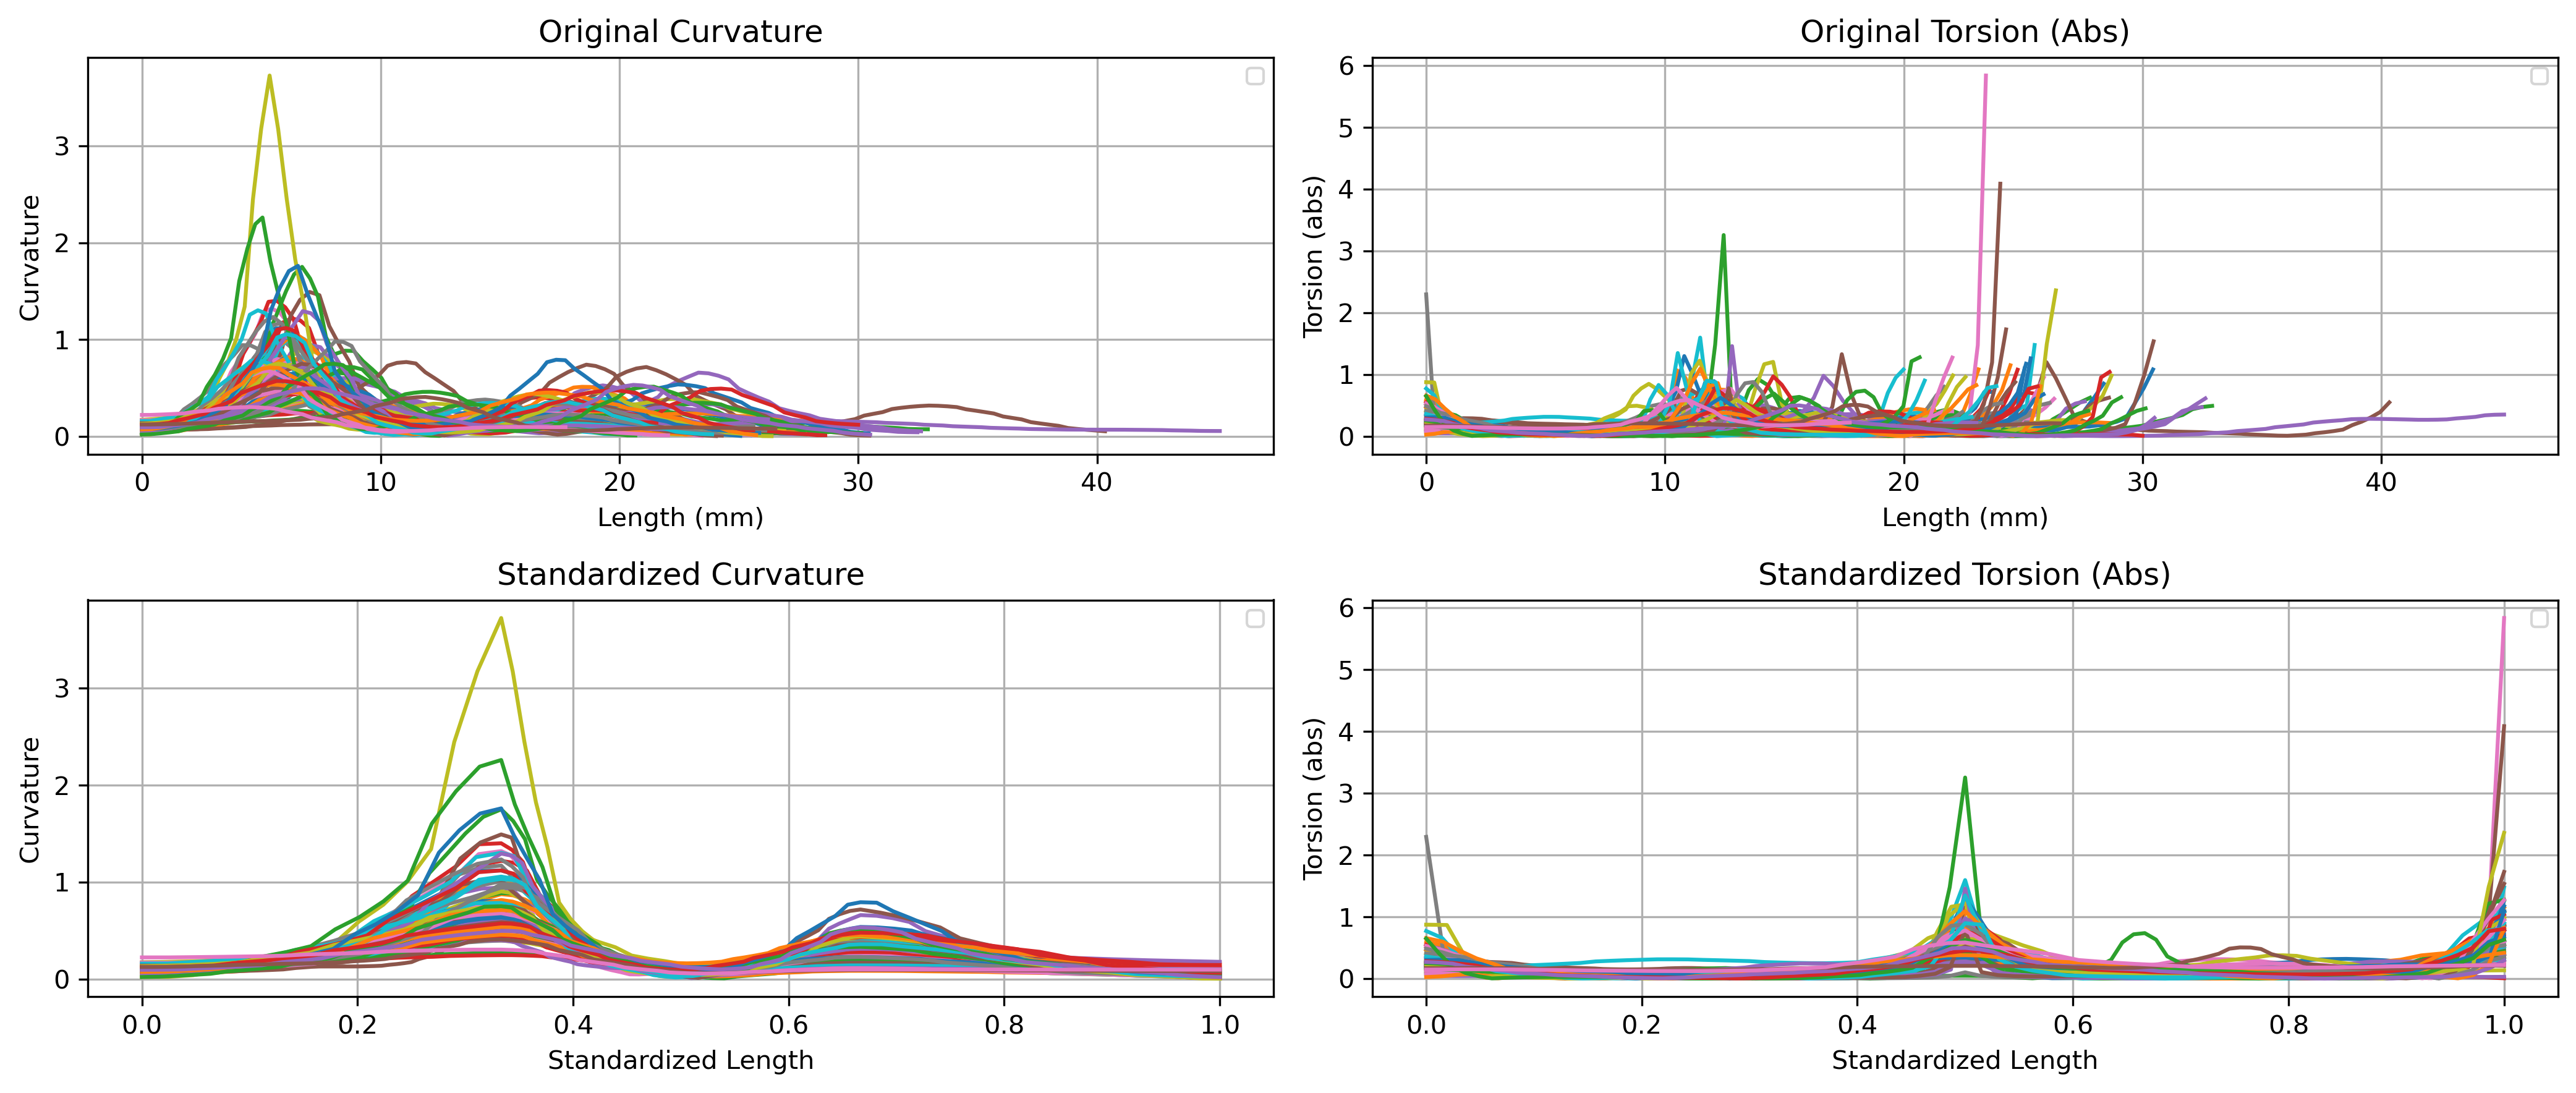 Original Curvature
Curvature
3
2
1
0
0 10 20 30 40
Length (mm)
Original Torsion (Abs)
Torsion (abs)
6
5
4
3
2
1
0
0 10 20 30 40
Length (mm)
Standardized Curvature
Curvature
3
2
1
0
0.0 0.2 0.4 0.6 0.8 1.0
Standardized Length
Standardized Torsion (Abs)
Torsion (abs)
6
5
4
3
2
1
0
0.0 0.2 0.4 0.6 0.8 1.0
Standardized Length